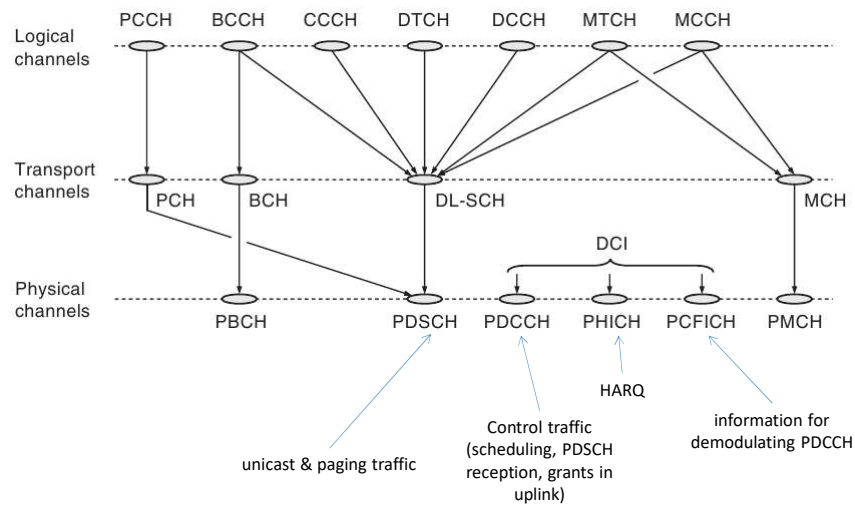 PCCH BCCH CCCH DTCH DCCH MTCH MCCH
Logical
channels
Transport
channels
PCH BCH DL-SCH MCH
DCI
Physical
channels
PBCH PDSCH PDCCH PHICH PCFICH PMCH
HARQ
information for
demodulating PDCCH
Control traffic
(scheduling, PDSCH
reception, grants in
uplink)
unicast & paging traffic